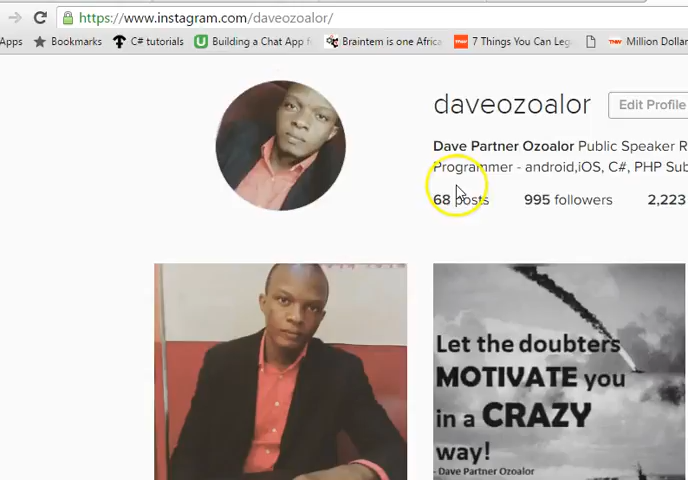 https://www.instagram.com/daveozoalor/
Apps Bookmarks C# tutorials Building a Chat App f Braintem is one Africa 7 Things You Can Leg Million Dollar
daveozoalor Edit Profile
Dave Partner Ozoalor Public Speaker R
Programmer - android,iOS, C#, PHP Sub
68 posts 995 followers 2,223
Let the doubters
MOTIVATE you
in a CRAZY
way!
- Dave Partner Ozoalor